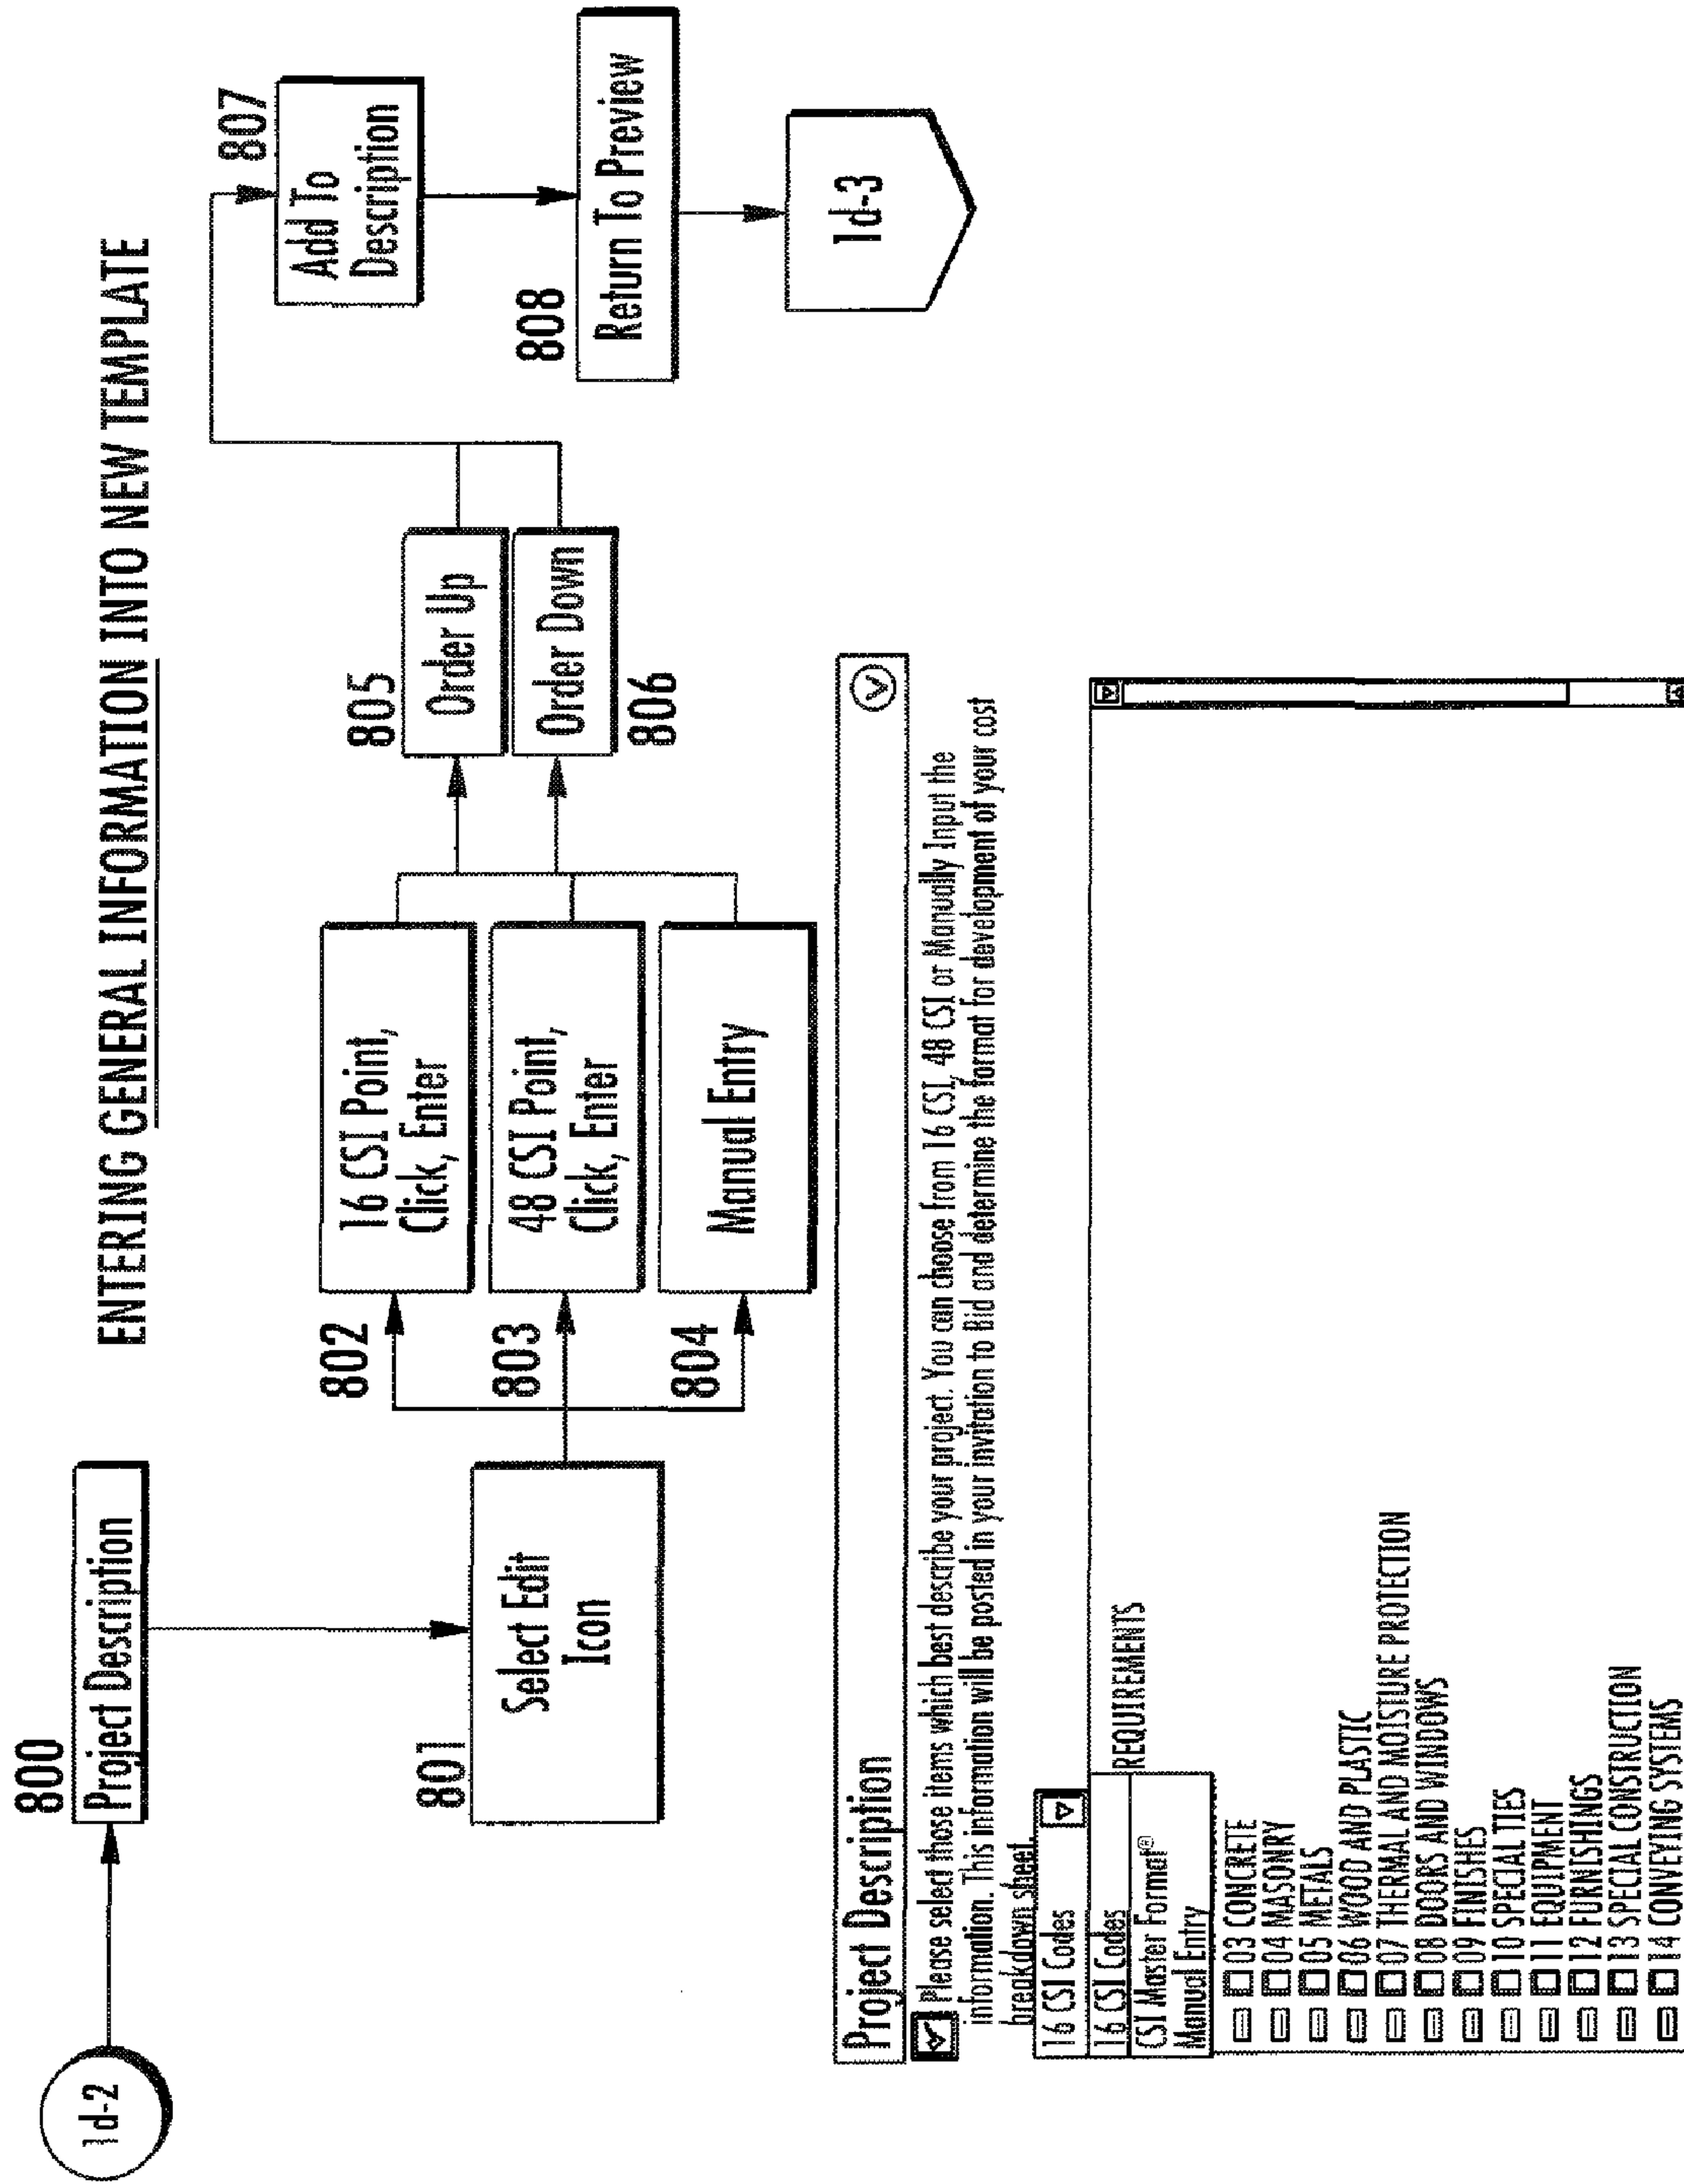 ENTERING GENERAL INFORMATION INTO NEW TEMPLATE
1d-2
800
Project Description
801
Select Edit
Icon
802
16 CSI Point,
Click, Enter
803
48 CSI Point,
Click, Enter
804
Manual Entry
805
Order Up
Order Down
806
807
Add To
Description
808
Return To Preview
1d-3
Project Description
Please select those items which best describe your project. You can choose from 16 CSI, 48 CSI or Manually Input the
information. This information will be posted in your invitation to Bid and determine the format for development of your cost
breakdown sheet.
16 CSI Codes
16 CSI Codes
REQUIREMENTS
CSI Master Format®
Manual Entry
03 CONCRETE
04 MASONRY
05 METALS
06 WOOD AND PLASTIC
07 THERMAL AND MOISTURE PROTECTION
08 DOORS AND WINDOWS
09 FINISHES
10 SPECIAL TIES
11 EQUIPMENT
12 FURNISHINGS
13 SPECIAL CONSTRUCTION
14 CONVEYING SYSTEMS